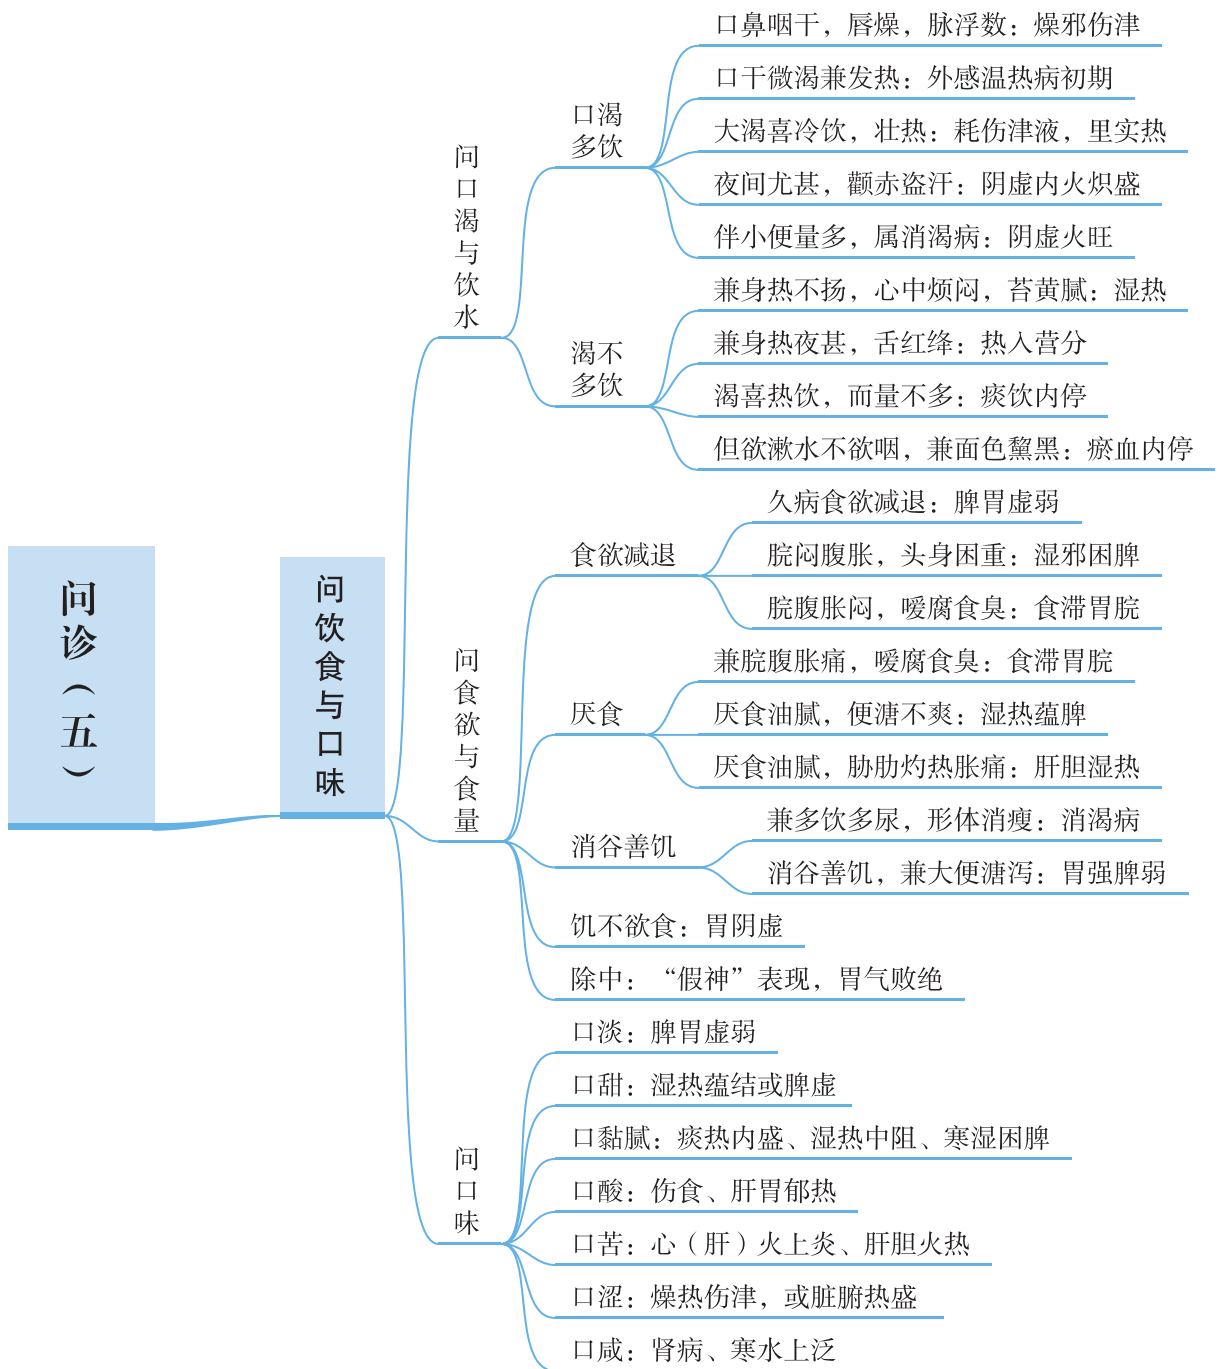 问诊（五）
问饮食与口味
问口渴与饮水
口渴
多饮
口鼻咽干，唇燥，脉浮数：燥邪伤津
口干微渴兼发热：外感温热病初期
大渴喜冷饮，壮热：耗伤津液，里实热
夜间尤甚，颧赤盗汗：阴虚内火炽盛
伴小便量多，属消渴病：阴虚火旺
渴不
多饮
兼身热不扬，心中烦闷，苔黄腻：湿热
兼身热夜甚，舌红绛：热入营分
渴喜热饮，而量不多：痰饮内停
但欲漱水不欲咽，兼面色黧黑：瘀血内停
问食欲与食量
食欲减退
久病食欲减退：脾胃虚弱
脘闷腹胀，头身困重：湿邪困脾
脘腹胀闷，嗳腐食臭：食滞胃脘
厌食
兼脘腹胀痛，嗳腐食臭：食滞胃脘
厌食油腻，便溏不爽：湿热蕴脾
厌食油腻，胁肋灼热胀痛：肝胆湿热
消谷善饥
兼多饮多尿，形体消瘦：消渴病
消谷善饥，兼大便溏泻：胃强脾弱
饥不欲食：胃阴虚
除中：“假神”表现，胃气败绝
问口味
口淡：脾胃虚弱
口甜：湿热蕴结或脾虚
口黏腻：痰热内盛、湿热中阻、寒湿困脾
口酸：伤食、肝胃郁热
口苦：心（肝）火上炎、肝胆火热
口涩：燥热伤津，或脏腑热盛
口咸：肾病、寒水上泛